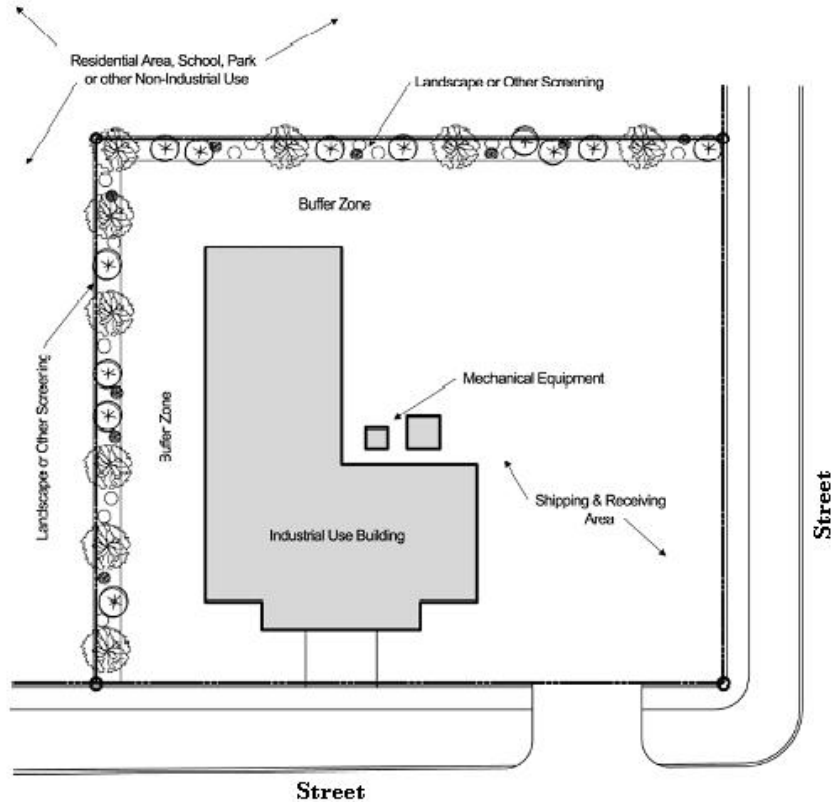 Residential Area, School, Park
or other Non-Industrial Use
Landscape or Other Screening
Buffer Zone
Landscape or Other Screening
Buffer Zone
Mechanical Equipment
Shipping & Receiving
Area
Industrial Use Building
Street
Street